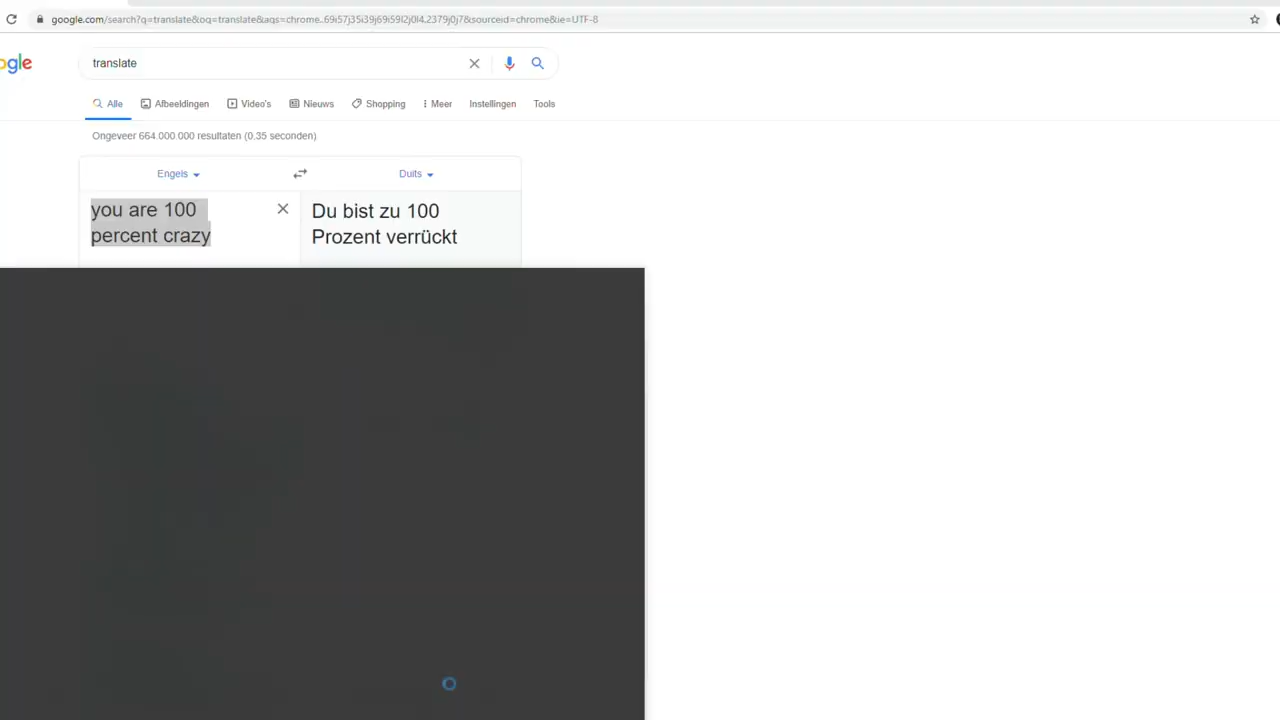 google.com/search?q=translate&oq=translate&aqs=chrome..69i57j35i39j69i59l2j0l4.2379j0j7&sourceid=chrome&ie=UTF-8
ogle
translate
Alle Afbeeldingen Video's Nieuws Shopping Meer Instellingen Tools
Ongeveer 664.000.000 resultaten (0,35 seconden)
Engels Duits
you are 100 Du bist zu 100
percent crazy Prozent verrückt